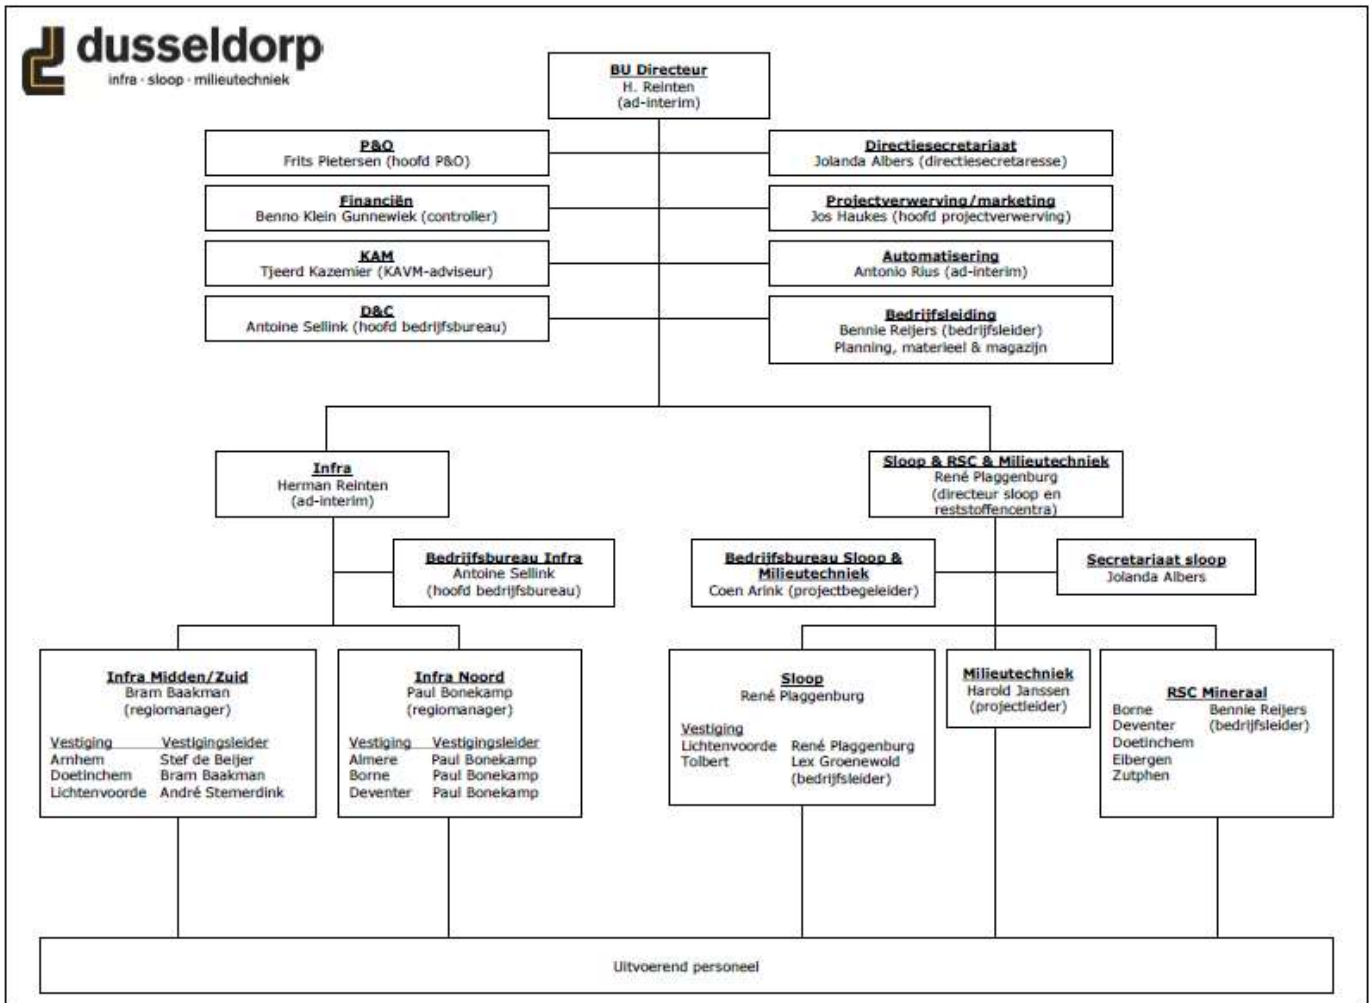 dusseldorp
infra · sloop · milieutechniek
BU Directeur
H. Reinten
(ad-interim)
P&O
Frits Pietersen (hoofd P&O)
Directiesecretariaat
Jolanda Albers (directiesecretaresse)
Financiën
Benno Klein Gunnewiek (controller)
Projectverwerving/marketing
Jos Haukes (hoofd projectverwerving)
KAM
Tjeerd Kazemier (KAVM-adviseur)
Automatisering
Antonio Rius (ad-interim)
D&C
Antoine Sellink (hoofd bedrijfsbureau)
Bedrijfsleiding
Bennie Reijers (bedrijfsleider)
Planning, materieel & magazijn
Infra
Herman Reinten
(ad-interim)
Sloop & RSC & Milieutechniek
René Plaggenburg
(directeur sloop en
reststoffencentra)
Bedrijfsbureau Infra
Antoine Sellink
(hoofd bedrijfsbureau)
Bedrijfsbureau Sloop &
Milieutechniek
Coen Arink (projectbegeleider)
Secretariaat sloop
Jolanda Albers
Infra Midden/Zuid
Bram Baakman
(regiomanager)
Vestiging Vestigingsleider
Arnhem Stef de Beijer
Doetinchem Bram Baakman
Lichtenvoorde André Stemerdink
Infra Noord
Paul Bonekamp
(regiomanager)
Vestiging Vestigingsleider
Almere Paul Bonekamp
Borne Paul Bonekamp
Deventer Paul Bonekamp
Sloop
René Plaggenburg
Vestiging
Lichtenvoorde René Plaggenburg
Tolbert Lex Groenewold
(bedrijfsleider)
Milieutechniek
Harold Janssen
(projectleider)
RSC Mineraal
Borne Bennie Reijers
Deventer (bedrijfsleider)
Doetinchem
Eibergen
Zutphen
Uitvoerend personeel